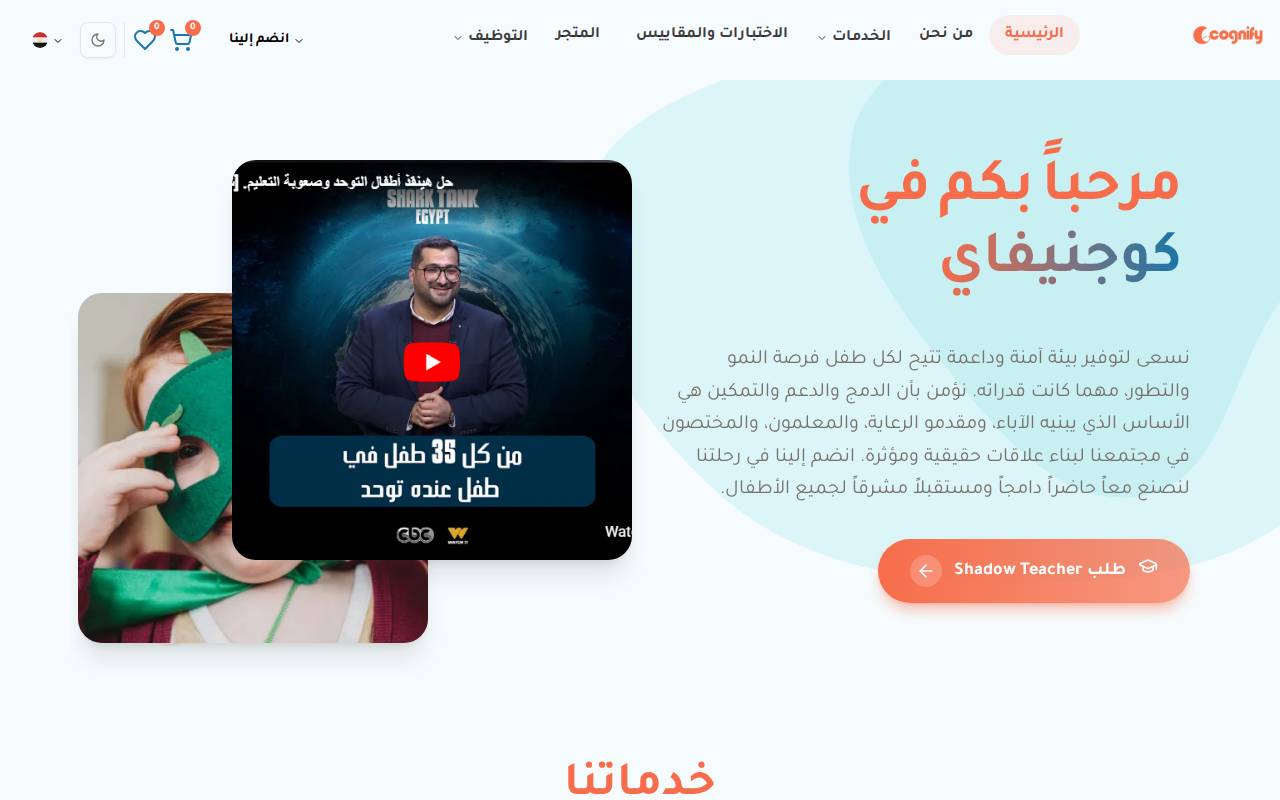 cognify
الرئيسية
من نحن
الخدمات
الاختبارات والمقاييس
المتجر
التوظيف
انضم إلينا
0
0
مرحباً بكم في
كوجنيفاي
نسعى لتوفير بيئة آمنة وداعمة تتيح لكل طفل فرصة النمو
والتطور، مهما كانت قدراته. نؤمن بأن الدمج والدعم والتمكين هي
الأساس الذي يبنيه الآباء، ومقدمو الرعاية، والمعلمون، والمختصون
في مجتمعنا لبناء علاقات حقيقية ومؤثرة. انضم إلينا في رحلتنا
لنصنع معاً حاضراً دامجاً ومستقبلاً مشرقاً لجميع الأطفال.
طلب Shadow Teacher
حل هينقذ أطفال التوحد وصعوبة التعليم.
SHARK TANK
EGYPT
من كل 35 طفل في
طفل عنده توحد
cbc
خدماتنا